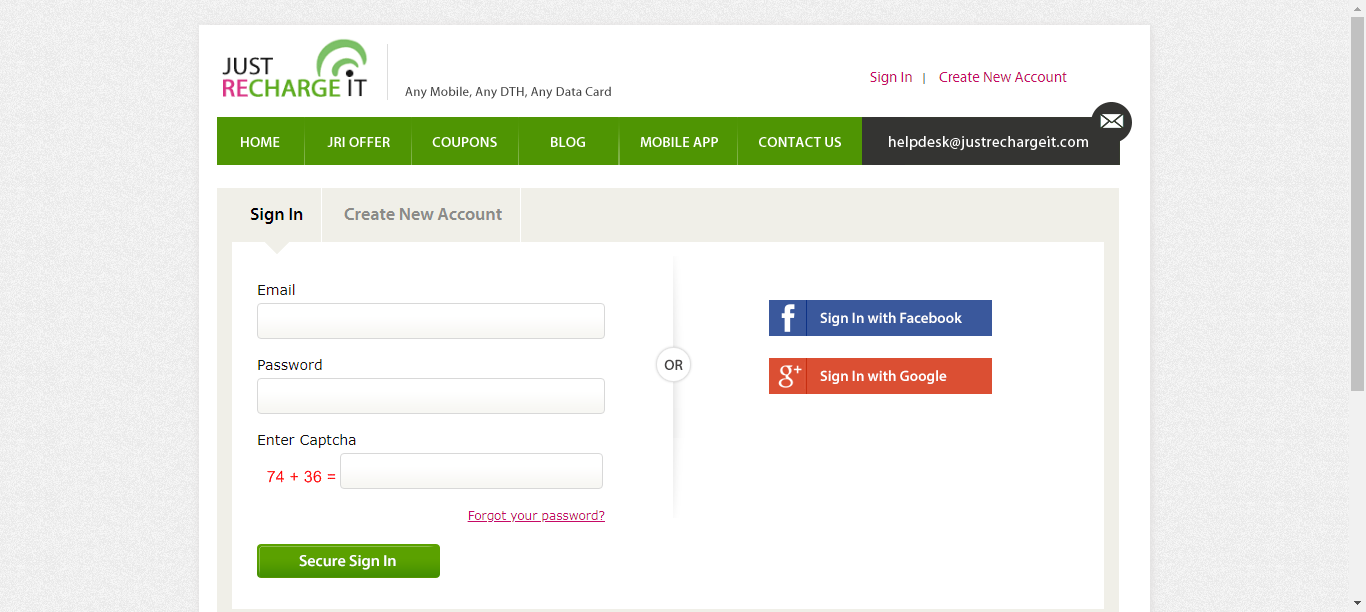 JUST
RECHARGE iT
Any Mobile, Any DTH, Any Data Card
Sign In | Create New Account
HOME JRI OFFER COUPONS BLOG MOBILE APP CONTACT US helpdesk@justrechargeit.com
Sign In Create New Account
Email
Password
Enter Captcha
74 + 36 =
Forgot your password?
Secure Sign In
OR
f Sign In with Facebook
g+ Sign In with Google